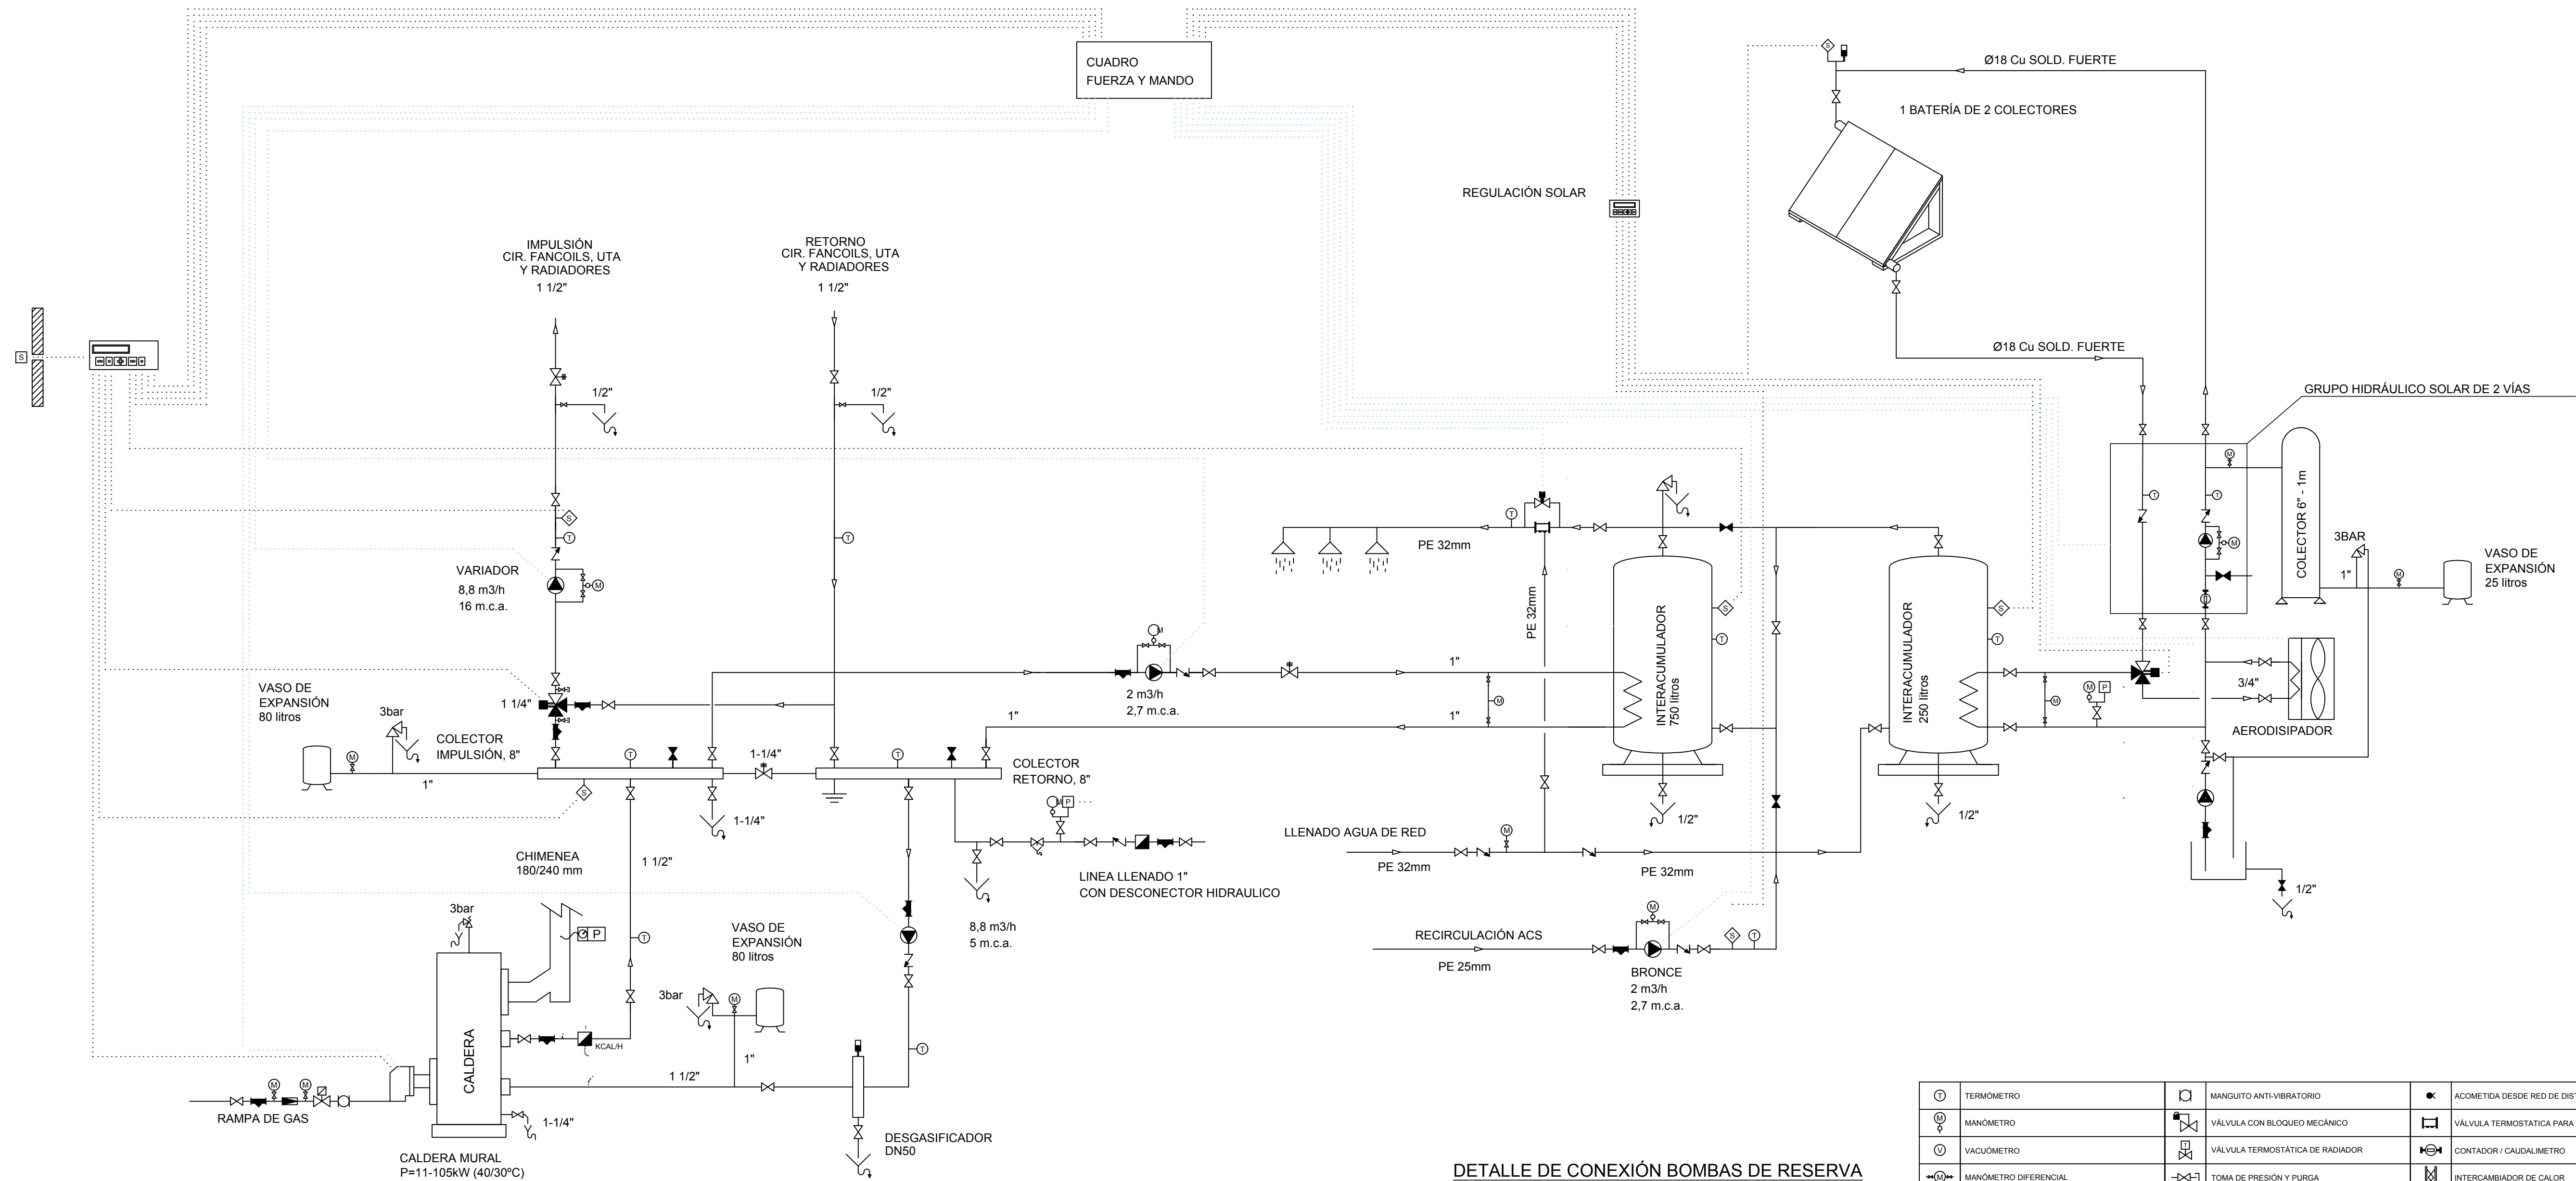 CUADRO
FUERZA Y MANDO
Ø18 Cu SOLD. FUERTE
1 BATERÍA DE 2 COLECTORES
REGULACIÓN SOLAR
Ø18 Cu SOLD. FUERTE
GRUPO HIDRÁULICO SOLAR DE 2 VÍAS
IMPULSIÓN
CIR. FANCOILS, UTA
Y RADIADORES
1 1/2"
RETORNO
CIR. FANCOILS, UTA
Y RADIADORES
1 1/2"
S
1/2"
1/2"
S
T
M
VARIADOR
8,8 m3/h
16 m.c.a.
T
1 1/4"
VASO DE
EXPANSIÓN
80 litros
3bar
M
1"
COLECTOR
IMPULSIÓN, 8"
T
S
1-1/4"
1-1/4"
T
COLECTOR
RETORNO, 8"
M
2 m3/h
2,7 m.c.a.
1"
1"
1"
M
M P
LINEA LLENADO 1"
CON DESCONECTOR HIDRAULICO
8,8 m3/h
5 m.c.a.
T
PE 32mm
PE 32mm
INTERACUMULADOR
750 litros
S
T
1/2"
INTERACUMULADOR
250 litros
S
T
1/2"
M
M P
T
T
M
M
COLECTOR 6" - 1m
3BAR
1"
M
VASO DE
EXPANSIÓN
25 litros
3/4"
AERODISIPADOR
1/2"
LLENADO AGUA DE RED
M
PE 32mm
PE 32mm
RECIRCULACIÓN ACS
PE 25mm
M
S
T
BRONCE
2 m3/h
2,7 m.c.a.
CHIMENEA
180/240 mm
1 1/2"
T
3bar
P
CALDERA
KCAL/H
VASO DE
EXPANSIÓN
80 litros
3bar
M
1"
1 1/2"
T
M
M
RAMPA DE GAS
1-1/4"
CALDERA MURAL
P=11-105kW (40/30ºC)
DESGASIFICADOR
DN50
DETALLE DE CONEXIÓN BOMBAS DE RESERVA
T TERMÓMETRO MANGUITO ANTI-VIBRATORIO ACOMETIDA DESDE RED DE DIST
M MANÓMETRO VÁLVULA CON BLOQUEO MECÁNICO VÁLVULA TERMOSTATICA PARA
V VACUÓMETRO T VÁLVULA TERMOSTÁTICA DE RADIADOR CONTADOR / CAUDALIMETRO
M MANÓMETRO DIFERENCIAL TOMA DE PRESIÓN Y PURGA INTERCAMBIADOR DE CALOR